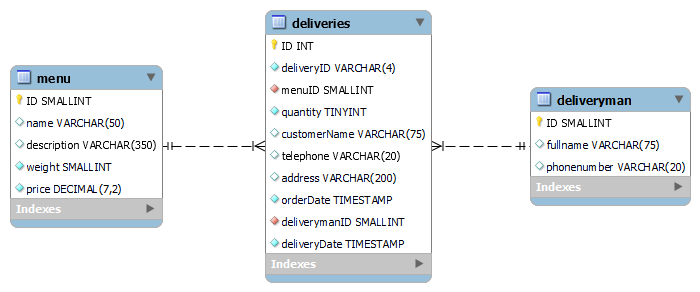 menu
ID SMALLINT
name VARCHAR(50)
description VARCHAR(350)
weight SMALLINT
price DECIMAL(7,2)
Indexes
deliveries
ID INT
deliveryID VARCHAR(4)
menuID SMALLINT
quantity TINYINT
customerName VARCHAR(75)
telephone VARCHAR(20)
address VARCHAR(200)
orderDate TIMESTAMP
deliverymanID SMALLINT
deliveryDate TIMESTAMP
Indexes
deliveryman
ID SMALLINT
fullname VARCHAR(75)
phonenumber VARCHAR(20)
Indexes